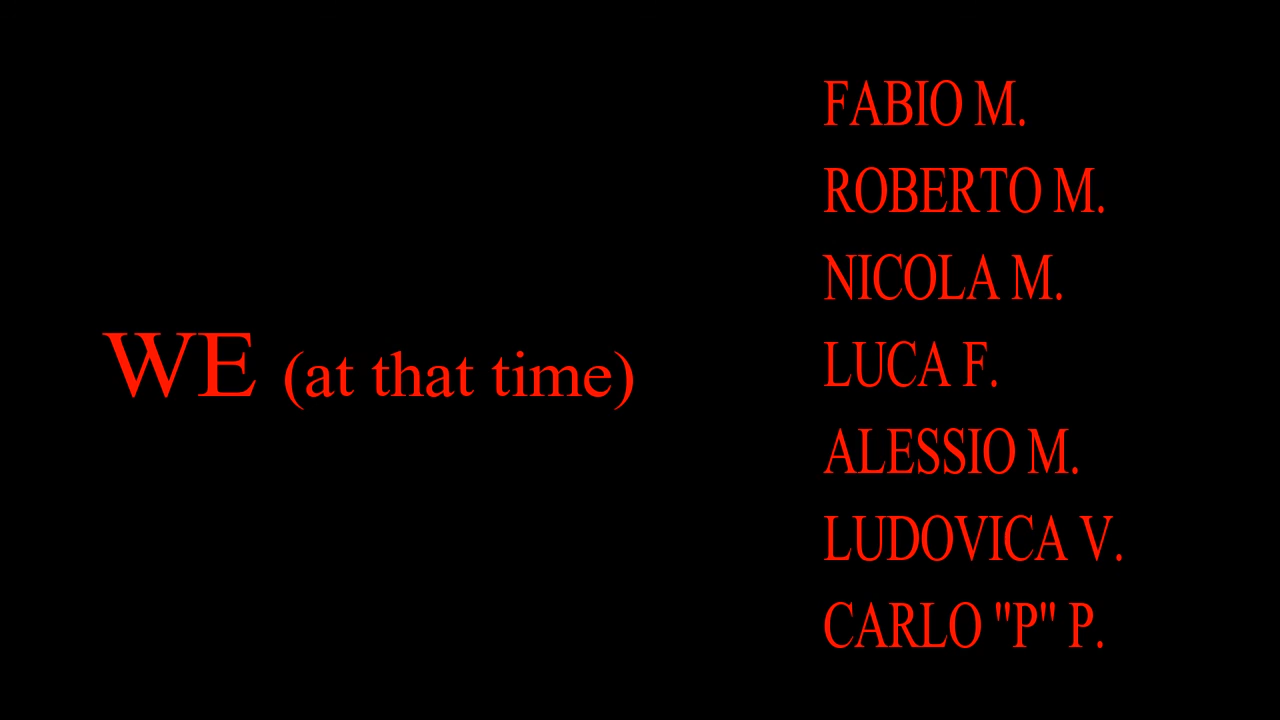 WE (at that time)
FABIO M.
ROBERTO M.
NICOLA M.
LUCA F.
ALESSIO M.
LUDOVICA V.
CARLO "P" P.